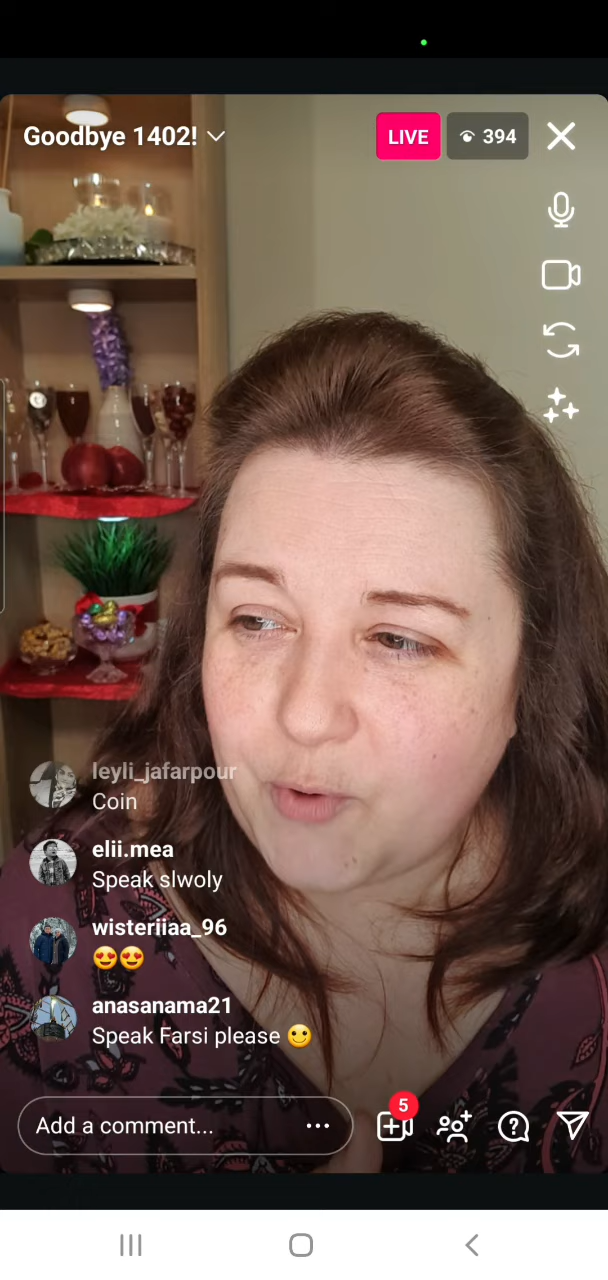 Goodbye 1402!
LIVE
394
leyli_jafarpour
Coin
elii.mea
Speak slwoly
wisteriiaa_96
😍😍
anasanama21
Speak Farsi please 🙂
5
Add a comment...